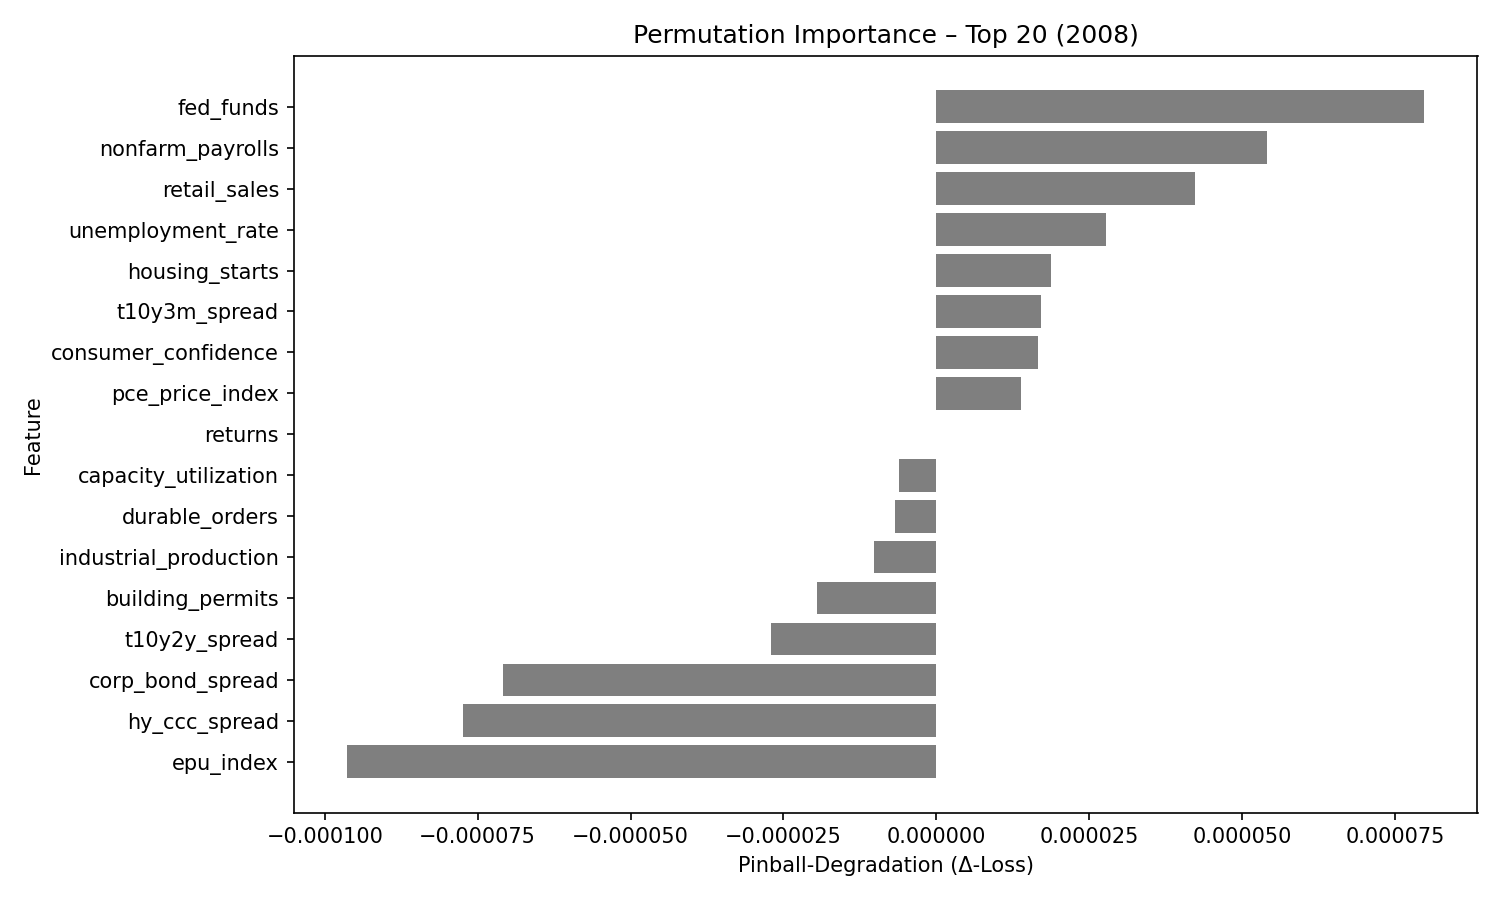 Permutation Importance – Top 20 (2008)
fed_funds
nonfarm_payrolls
retail_sales
unemployment_rate
housing_starts
t10y3m_spread
consumer_confidence
pce_price_index
returns
capacity_utilization
durable_orders
industrial_production
building_permits
t10y2y_spread
corp_bond_spread
hy_ccc_spread
epu_index
Feature
−0.000100 −0.000075 −0.000050 −0.000025 0.000000 0.000025 0.000050 0.000075
Pinball-Degradation (Δ-Loss)